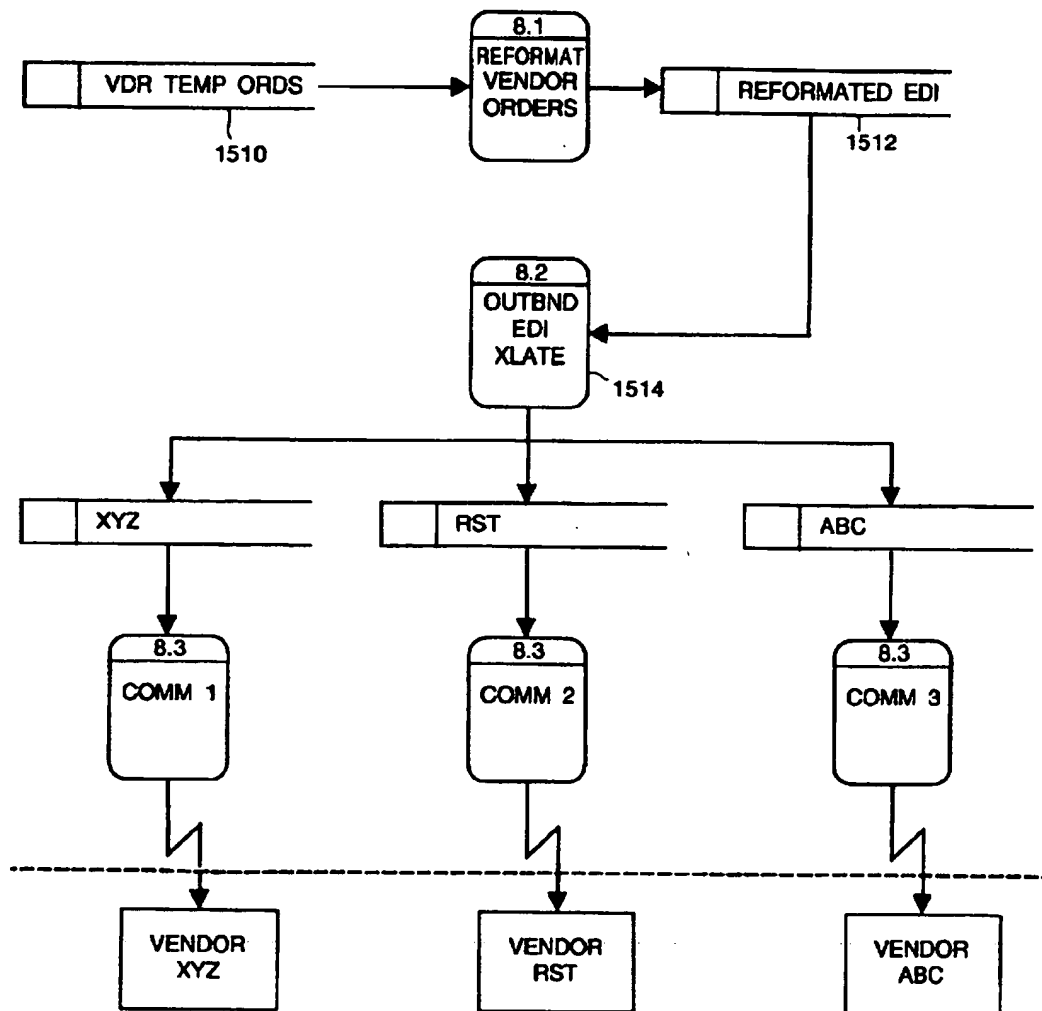 8.1
REFORMAT
VENDOR
ORDERS
VDR TEMP ORDS
REFORMATED EDI
1510
1512
8.2
OUTBND
EDI
XLATE
1514
XYZ
RST
ABC
8.3
COMM 1
8.3
COMM 2
8.3
COMM 3
VENDOR
XYZ
VENDOR
RST
VENDOR
ABC